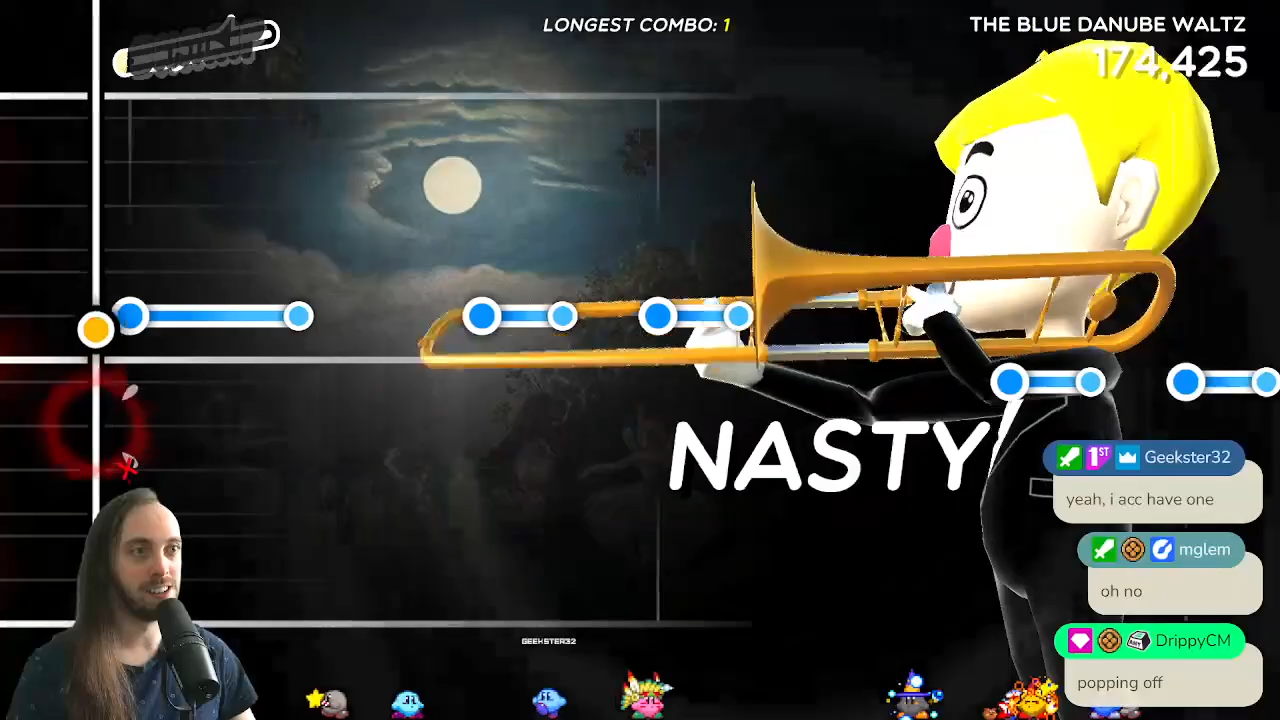 LONGEST COMBO: 1
THE BLUE DANUBE WALTZ
174,425
NASTY
1ST Geekster32
yeah, i acc have one
mglem
oh no
DrippyCM
popping off
GEEKSTER32